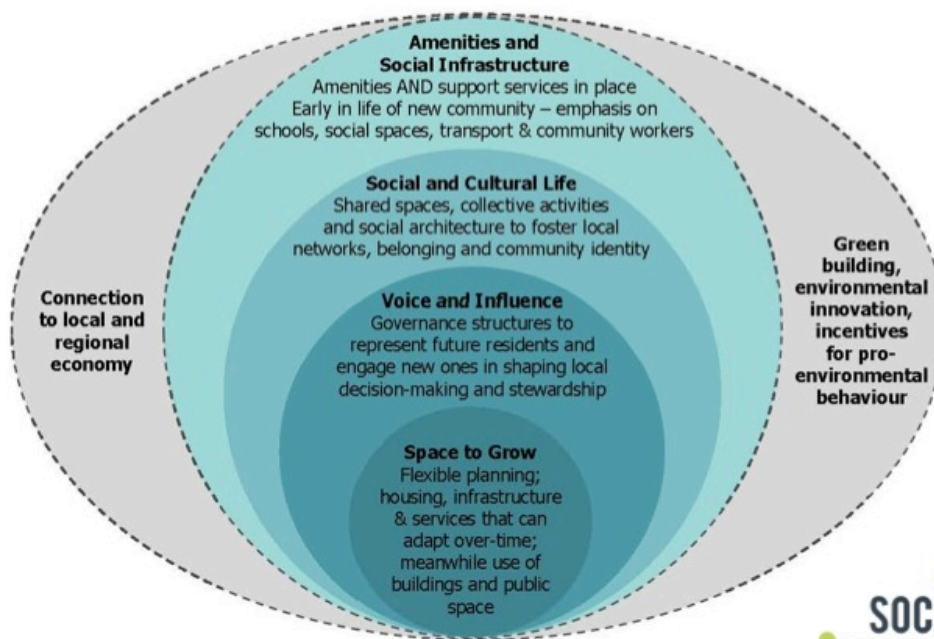 Amenities and
Social Infrastructure
Amenities AND support services in place
Early in life of new community – emphasis on
schools, social spaces, transport & community workers
Social and Cultural Life
Shared spaces, collective activities
and social architecture to foster local
networks, belonging and community identity
Voice and Influence
Governance structures to
represent future residents and
engage new ones in shaping local
decision-making and stewardship
Space to Grow
Flexible planning;
housing, infrastructure
& services that can
adapt over-time;
meanwhile use of
buildings and public
space
Connection
to local and
regional
economy
Green
building,
environmental
innovation,
incentives
for pro-
environmental
behaviour
SOC